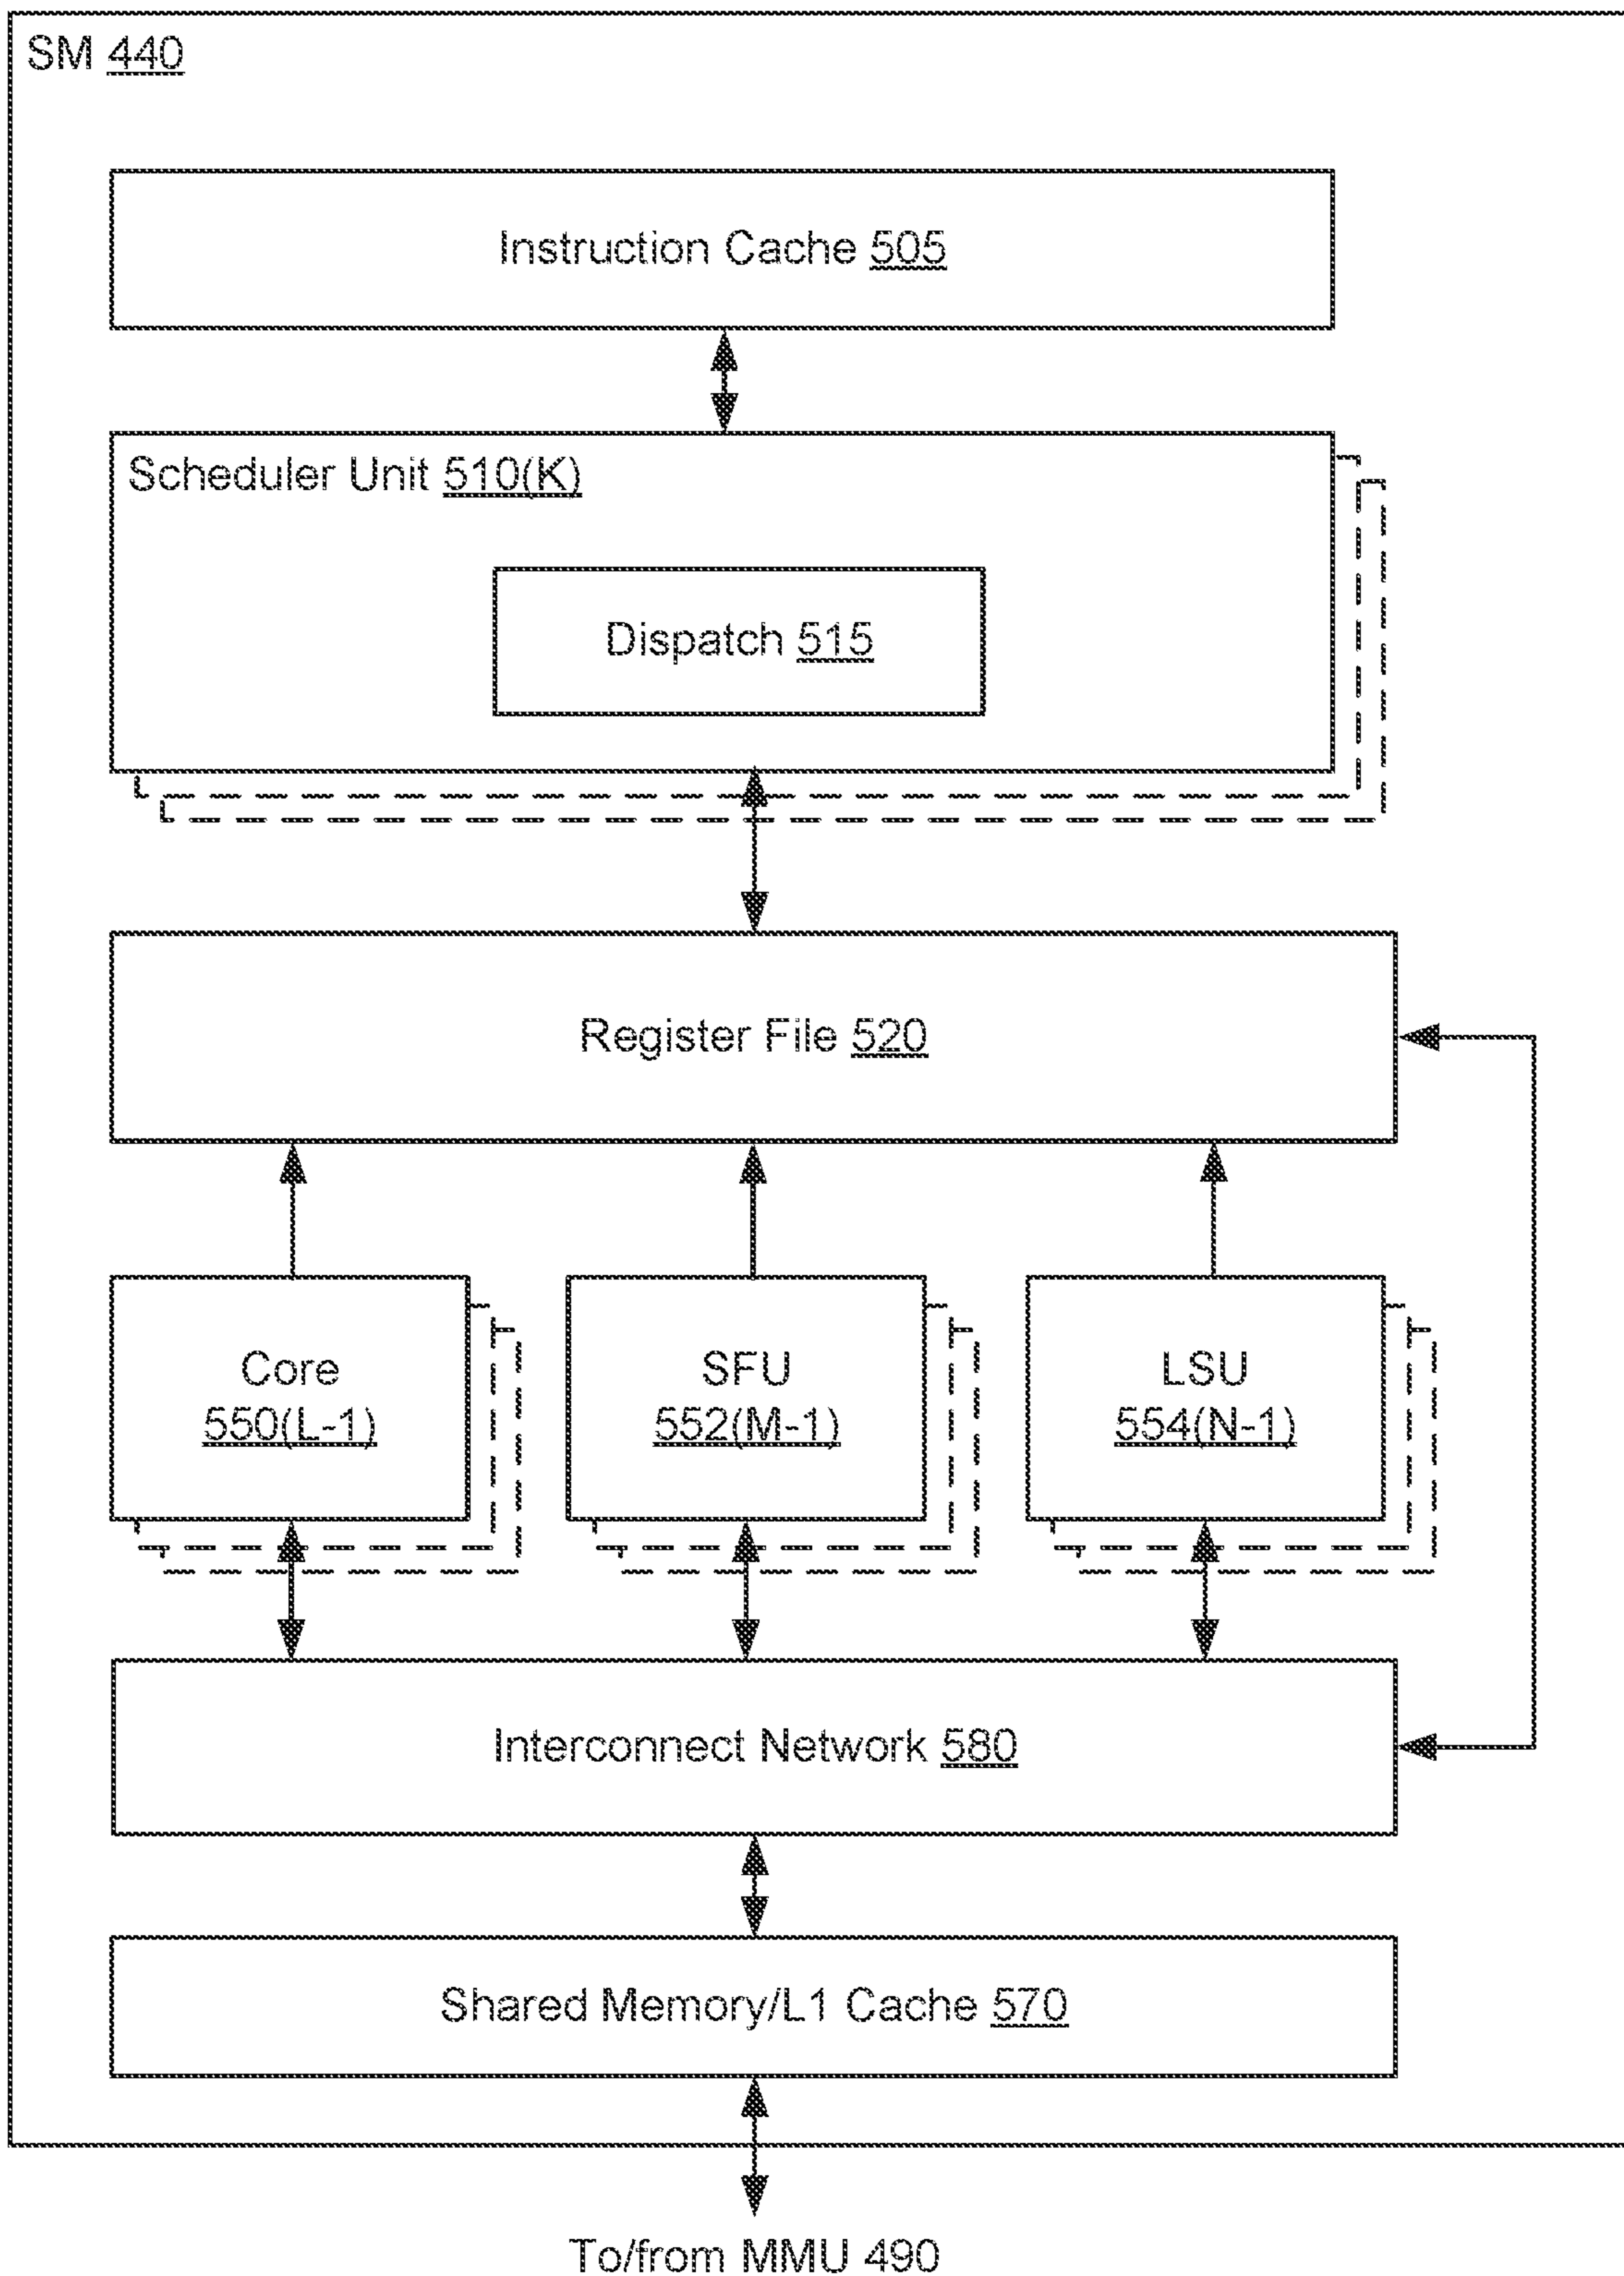 SM 440
Instruction Cache 505
Scheduler Unit 510(K)
Dispatch 515
Register File 520
Core
550(L-1)
SFU
552(M-1)
LSU
554(N-1)
Interconnect Network 580
Shared Memory/L1 Cache 570
To/from MMU 490